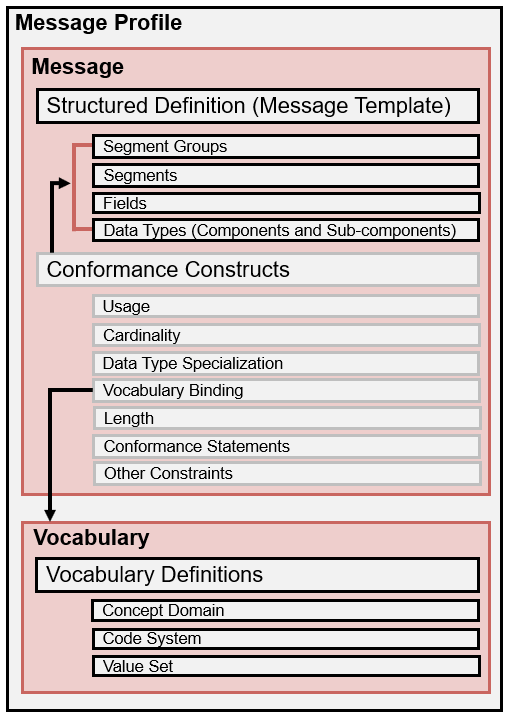 Message Profile
Message
Structured Definition (Message Template)
Segment Groups
Segments
Fields
Data Types (Components and Sub-components)
Conformance Constructs
Usage
Cardinality
Data Type Specialization
Vocabulary Binding
Length
Conformance Statements
Other Constraints
Vocabulary
Vocabulary Definitions
Concept Domain
Code System
Value Set